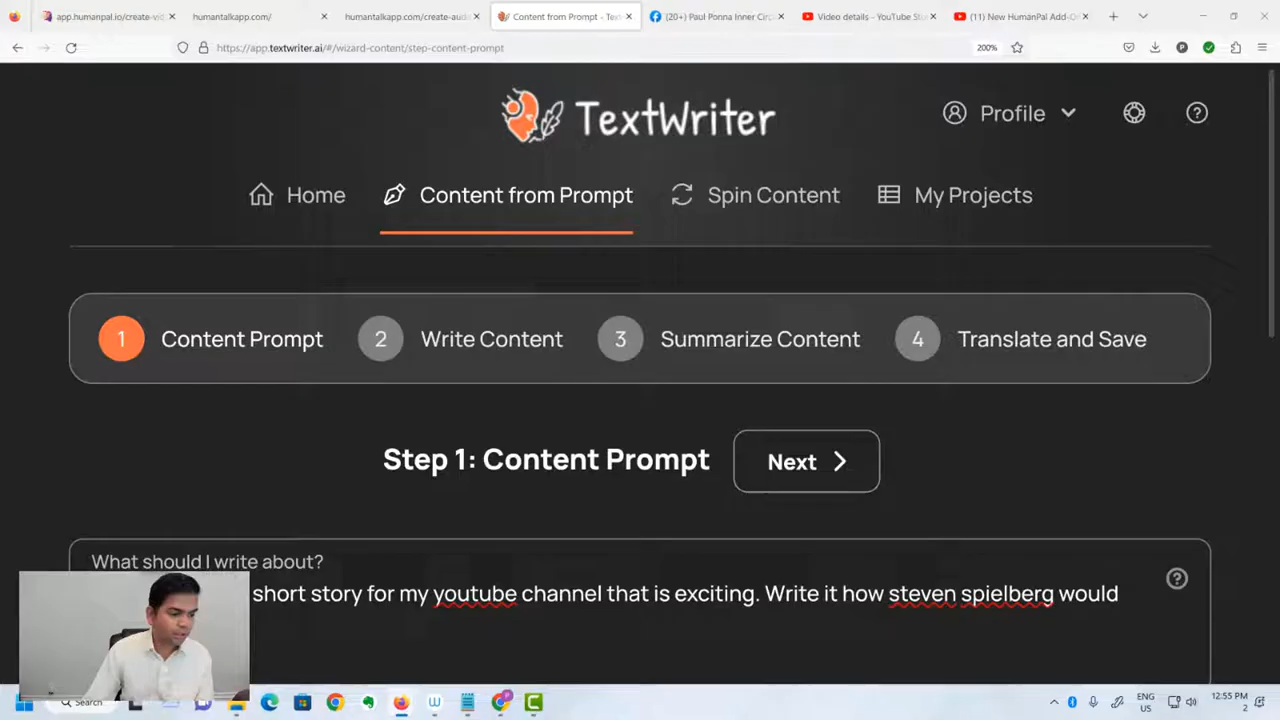 app.humanpal.io/create-vid
humantalkapp.com/
humantalkapp.com/create-aud
Content from Prompt - Tex
(20+) Paul Ponna Inner Circ
Video details - YouTube Stu
(11) New HumanPal Add-O
https://app.textwriter.ai/#/wizard-content/step-content-prompt
200%
TextWriter
Profile
Home
Content from Prompt
Spin Content
My Projects
1 Content Prompt
2 Write Content
3 Summarize Content
4 Translate and Save
Step 1: Content Prompt
Next
What should I write about?
short story for my youtube channel that is exciting. Write it how steven spielberg would
Search
ENG
US
12:55 PM